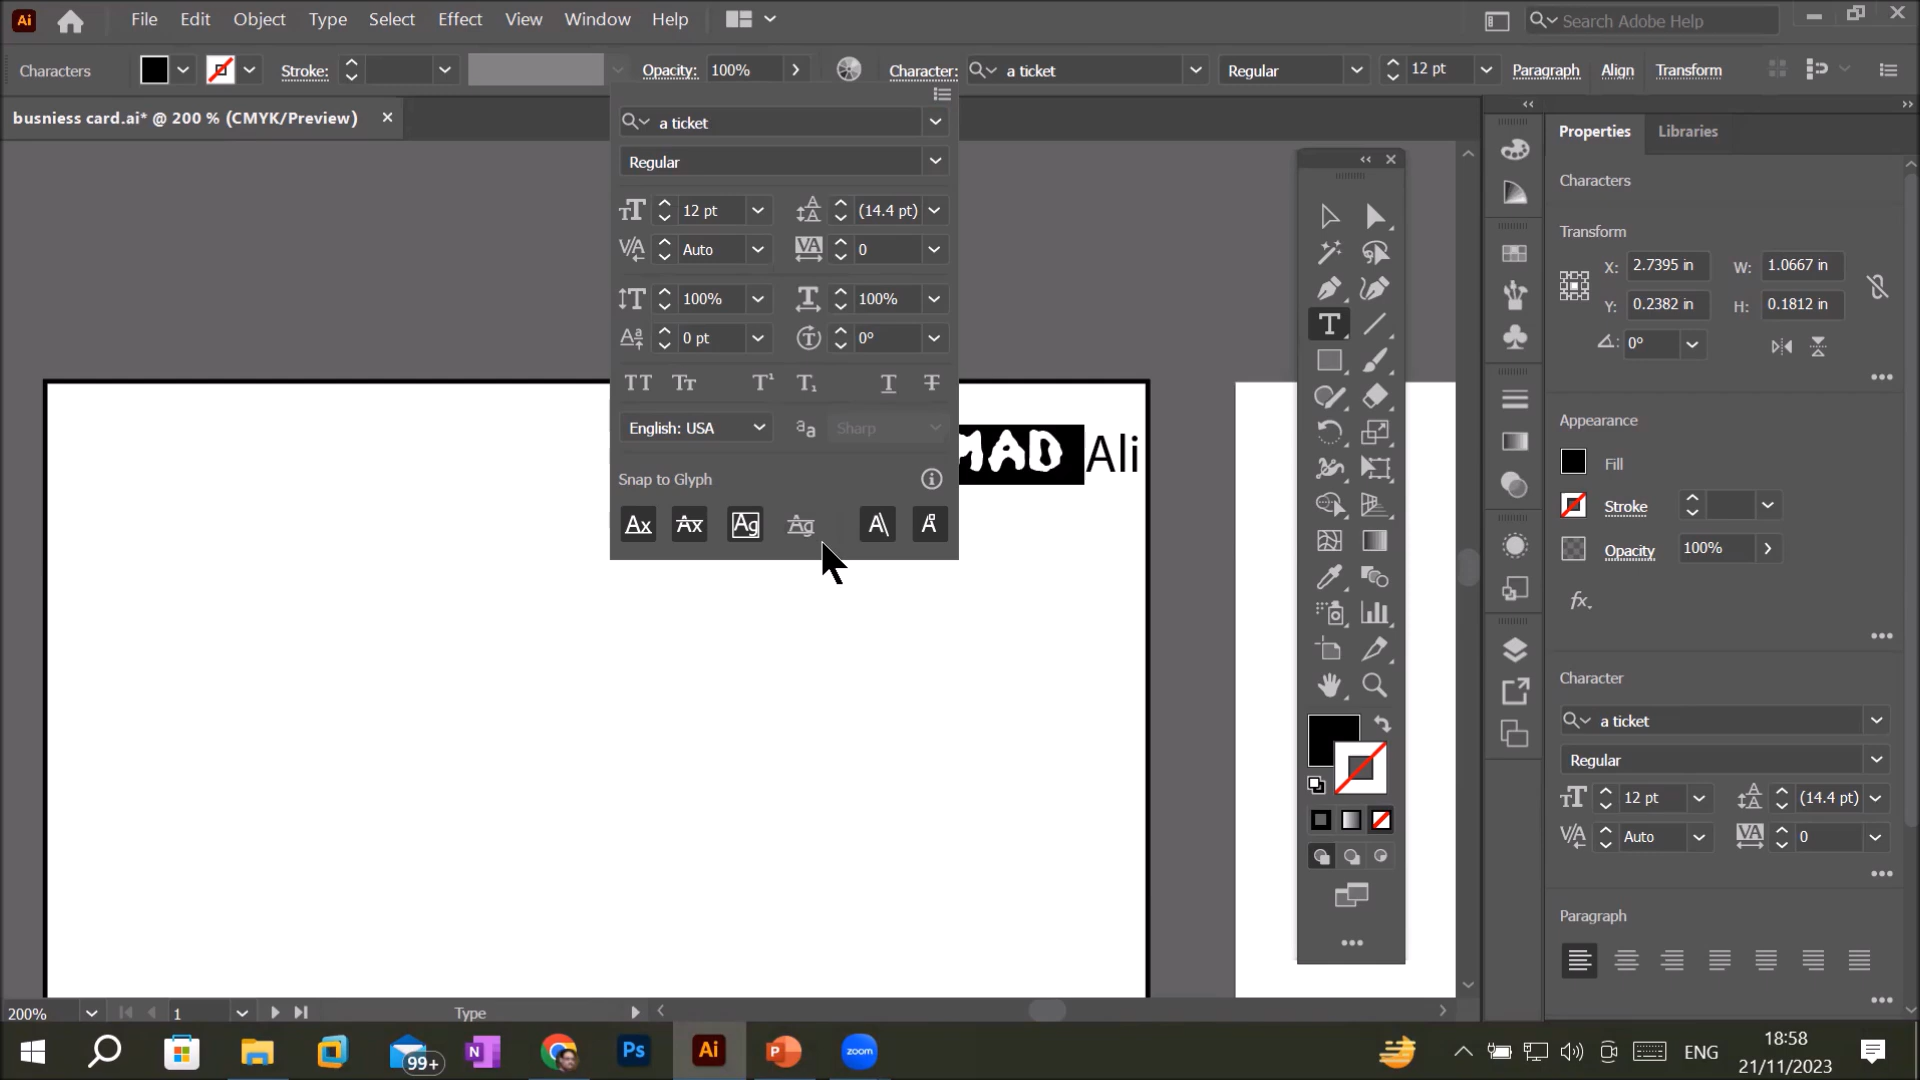 Ai File Edit Object Type Select Effect View Window Help Search Adobe Help
Characters Stroke: Opacity: 100% Character: a ticket Regular 12 pt Paragraph Align Transform
busniess card.ai* @ 200 % (CMYK/Preview)
a ticket
Regular
12 pt (14.4 pt)
Auto 0
100% 100%
0 pt 0°
English: USA Sharp
Snap to Glyph
MAD Ali
Properties Libraries
Characters
Transform
X: 2.7395 in W: 1.0667 in
Y: 0.2382 in H: 0.1812 in
0°
Appearance
Fill
Stroke
Opacity 100%
fx
Character
a ticket
Regular
12 pt (14.4 pt)
Auto 0
Paragraph
200% 1 Type
99+ Ps Ai P zoom ENG 18:58
21/11/2023